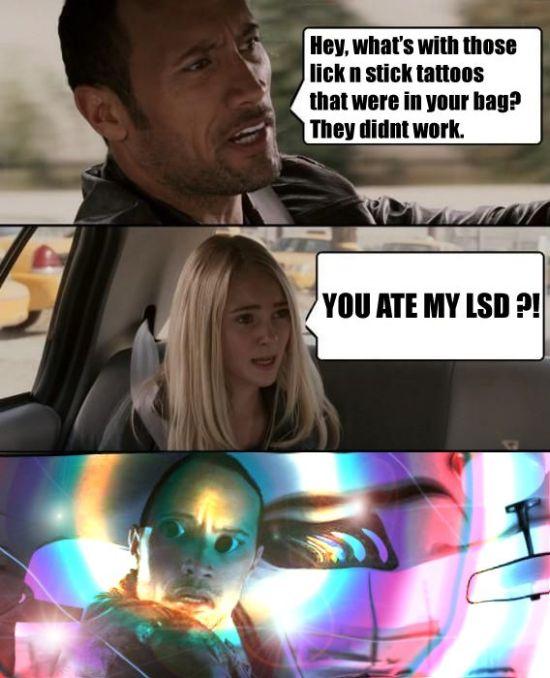 Hey, what's with those
lick n stick tattoos
that were in your bag?
They didnt work.
YOU ATE MY LSD ?!